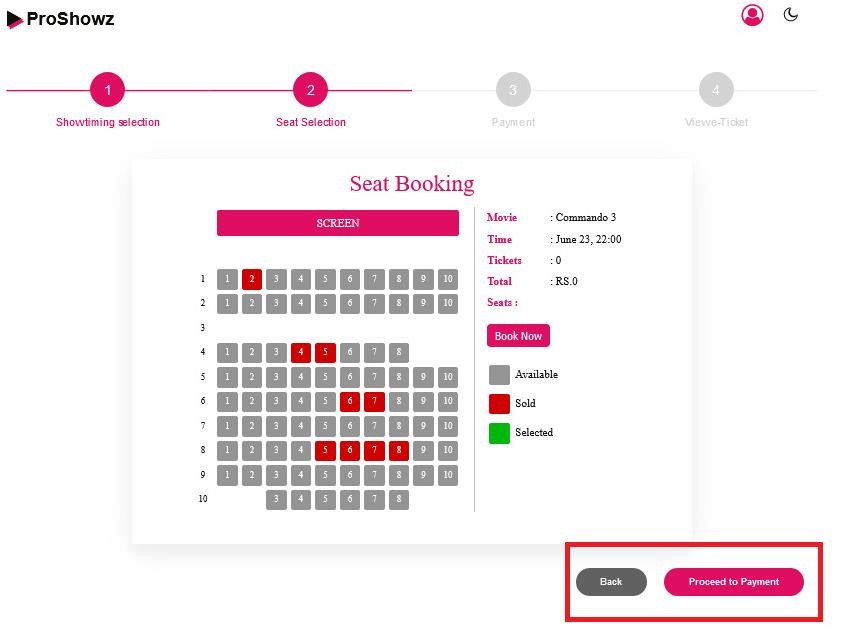 ProShowz
1 2 3 4
Showtiming selection Seat Selection Payment Viewe-Ticket
Seat Booking
SCREEN
1 1 2 3 4 5 6 7 8 9 10
2 1 2 3 4 5 6 7 8 9 10
3
4 1 2 3 4 5 6 7 8
5 1 2 3 4 5 6 7 8 9 10
6 1 2 3 4 5 6 7 8 9 10
7 1 2 3 4 5 6 7 8 9 10
8 1 2 3 4 5 6 7 8 9 10
9 1 2 3 4 5 6 7 8 9 10
10 3 4 5 6 7 8
Movie : Commando 3
Time : June 23, 22:00
Tickets : 0
Total : RS.0
Seats :
Book Now
Available
Sold
Selected
Back Proceed to Payment